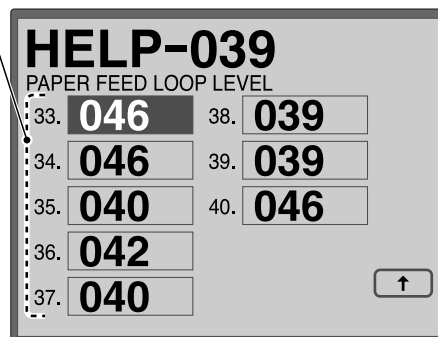 HELP-039
PAPER FEED LOOP LEVEL
33. 046 38. 039
34. 046 39. 039
35. 040 40. 046
36. 042
37. 040
↑